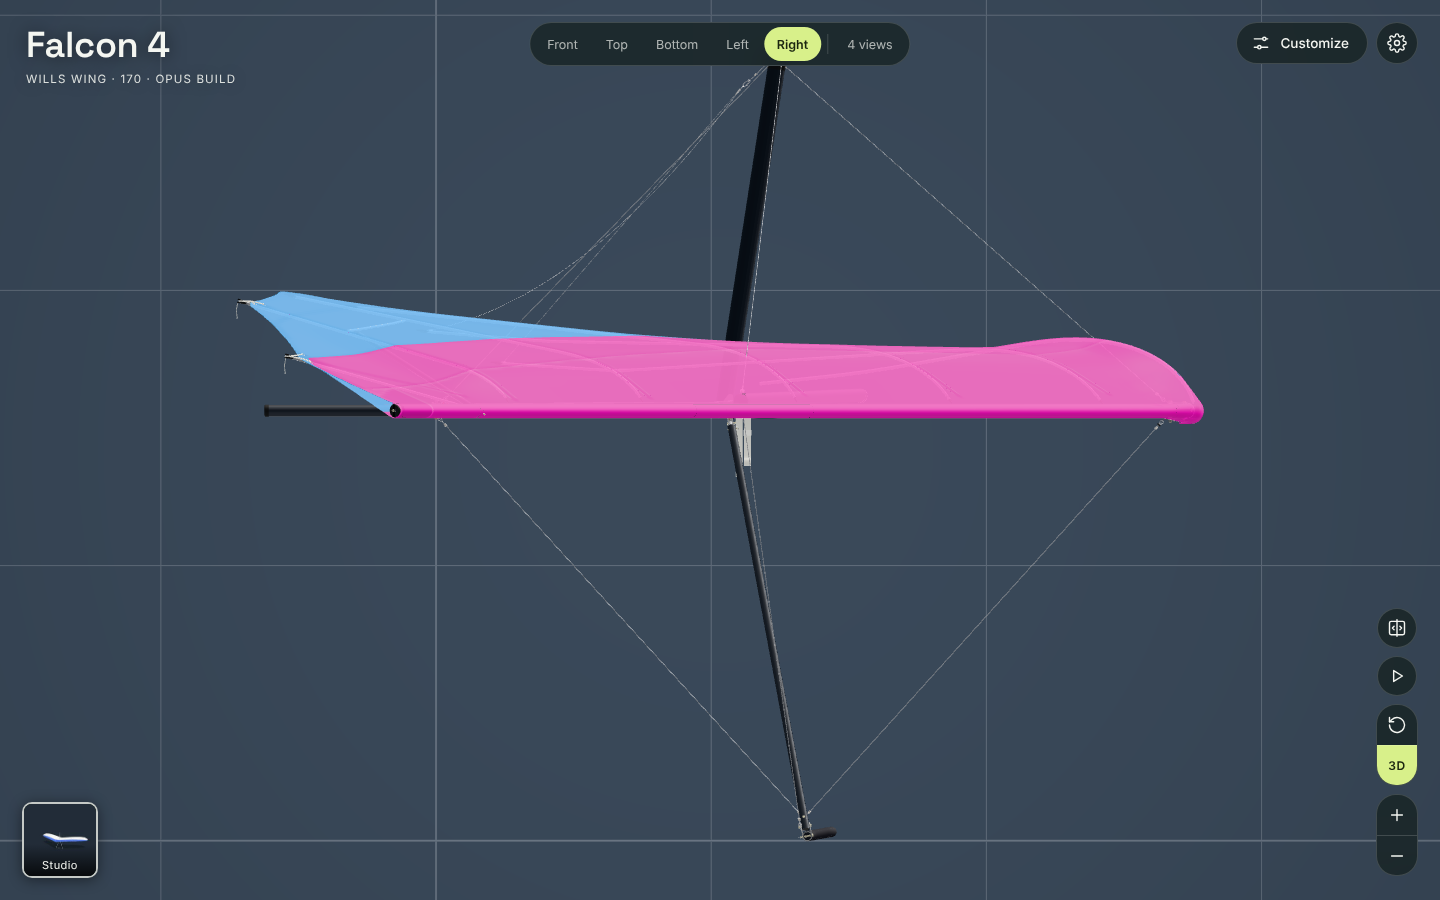 Falcon 4
WILLS WING · 170 · OPUS BUILD
Front
Top
Bottom
Left
Right
4 views
Customize
3D
Studio